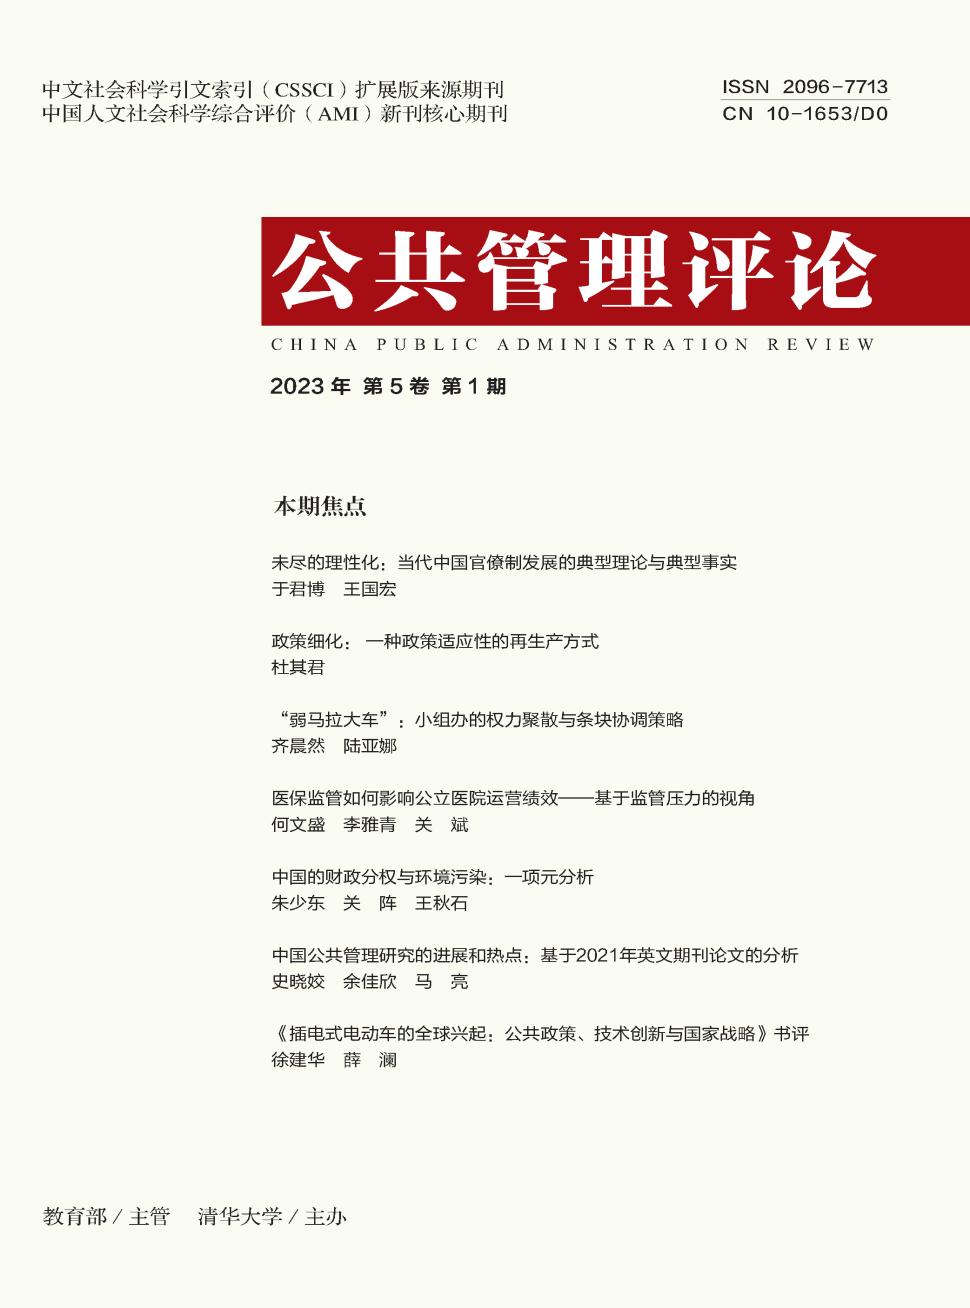 中文社会科学引文索引（CSSCI）扩展版来源期刊
中国人文社会科学综合评价（AMI）新刊核心期刊
ISSN 2096-7713
CN 10-1653/D0
公共管理评论
CHINA PUBLIC ADMINISTRATION REVIEW
2023年 第5卷 第1期
本期焦点
未尽的理性化：当代中国官僚制发展的典型理论与典型事实
于君博 王国宏
政策细化： 一种政策适应性的再生产方式
杜其君
“弱马拉大车”：小组办的权力聚散与条块协调策略
齐晨然 陆亚娜
医保监管如何影响公立医院运营绩效——基于监管压力的视角
何文盛 李雅青 关 斌
中国的财政分权与环境污染：一项元分析
朱少东 关 阵 王秋石
中国公共管理研究的进展和热点：基于2021年英文期刊论文的分析
史晓姣 余佳欣 马 亮
《插电式电动车的全球兴起：公共政策、技术创新与国家战略》书评
徐建华 薛 澜
教育部/主管 清华大学/主办